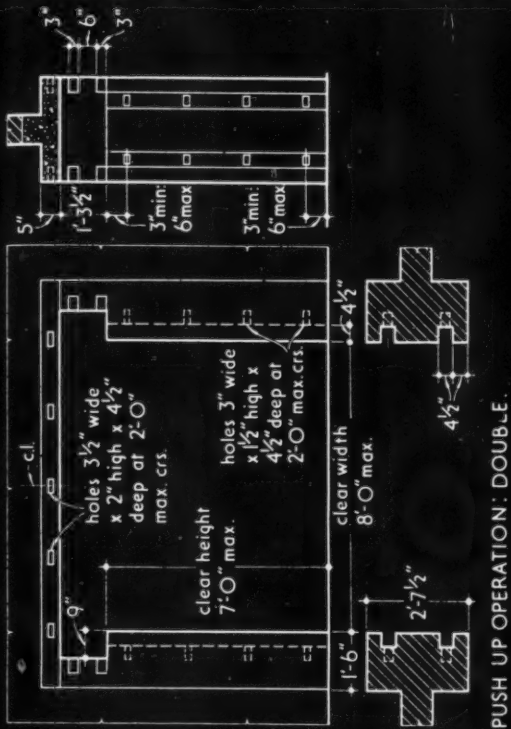 3"
6"
3"
5"
1'-3½"
3"min:
6"max
3"min:
6"max
c.l.
holes 3½" wide
x 2" high x 4½"
deep at 2'-0"
max. crs.
9"
holes 3" wide
x 1½" high x
4½" deep at
2'-0" max. crs.
clear height
7'-0" max.
1'-6"
clear width
8'-0" max.
4½"
2'-7½"
4½"
PUSH UP OPERATION: DOUBLE.